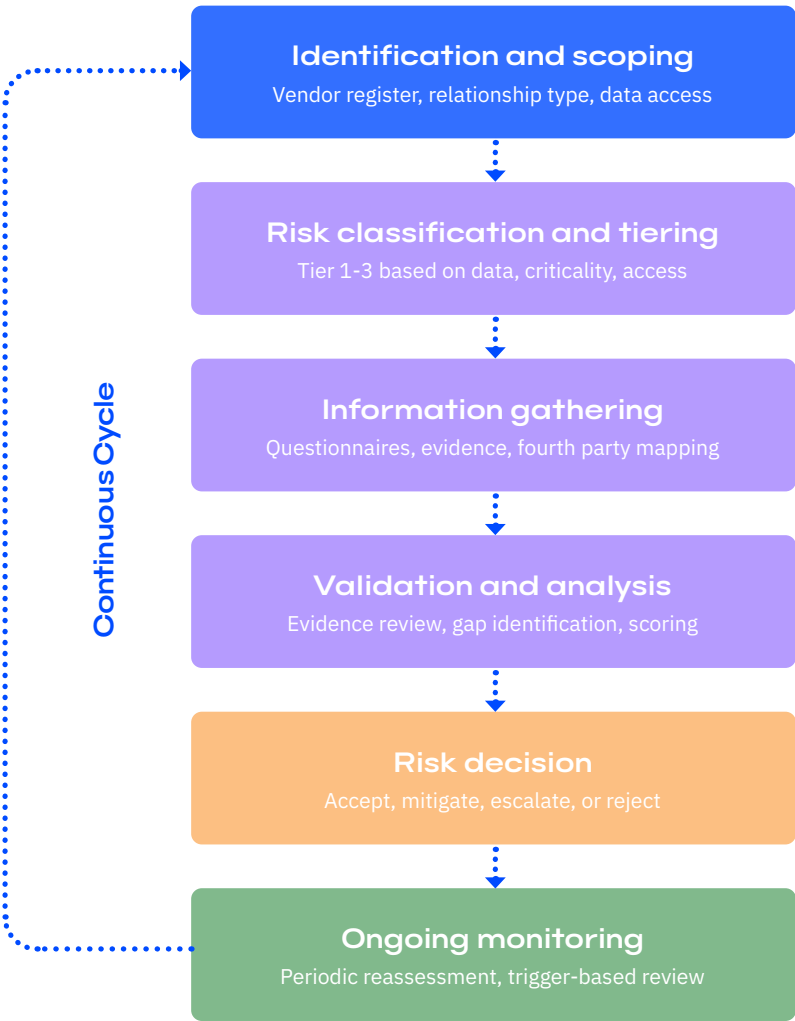 Identification and scoping
Vendor register, relationship type, data access
Risk classification and tiering
Tier 1-3 based on data, criticality, access
Information gathering
Questionnaires, evidence, fourth party mapping
Continuous Cycle
Validation and analysis
Evidence review, gap identification, scoring
Risk decision
Accept, mitigate, escalate, or reject
Ongoing monitoring
Periodic reassessment, trigger-based review